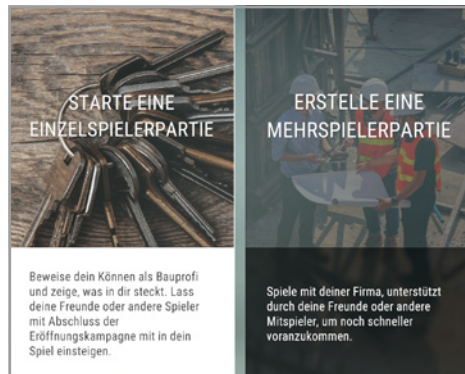 STARTE EINE
EINZELSPIELERPARTIE
Beweise dein Können als Bauprofi
und zeige, was in dir steckt. Lass
deine Freunde oder andere Spieler
mit Abschluss der
Eröffnungskampagne mit in dein
Spiel einsteigen.
ERSTELLE EINE
MEHRSPIELERPARTIE
Spiele mit deiner Firma, unterstützt
durch deine Freunde oder andere
Mitspieler, um noch schneller
voranzukommen.